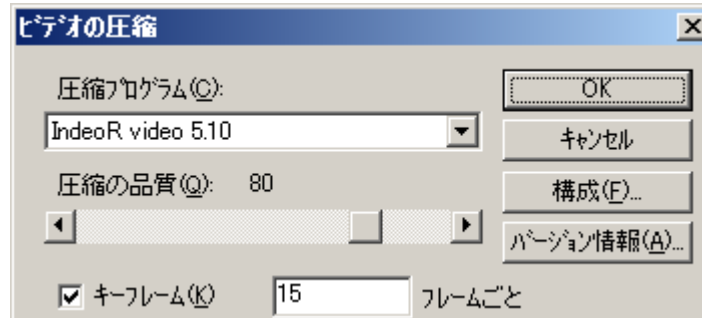 ﾋﾞﾃﾞｵの圧縮
圧縮ﾌﾟﾛｸﾞﾗﾑ(C):
OK
IndeoR video 5.10
ｷｬﾝｾﾙ
圧縮の品質(Q): 80
構成(F)...
ﾊﾞｰｼﾞｮﾝ情報(A)...
ｷｰﾌﾚｰﾑ(K) 15 ﾌﾚｰﾑごと